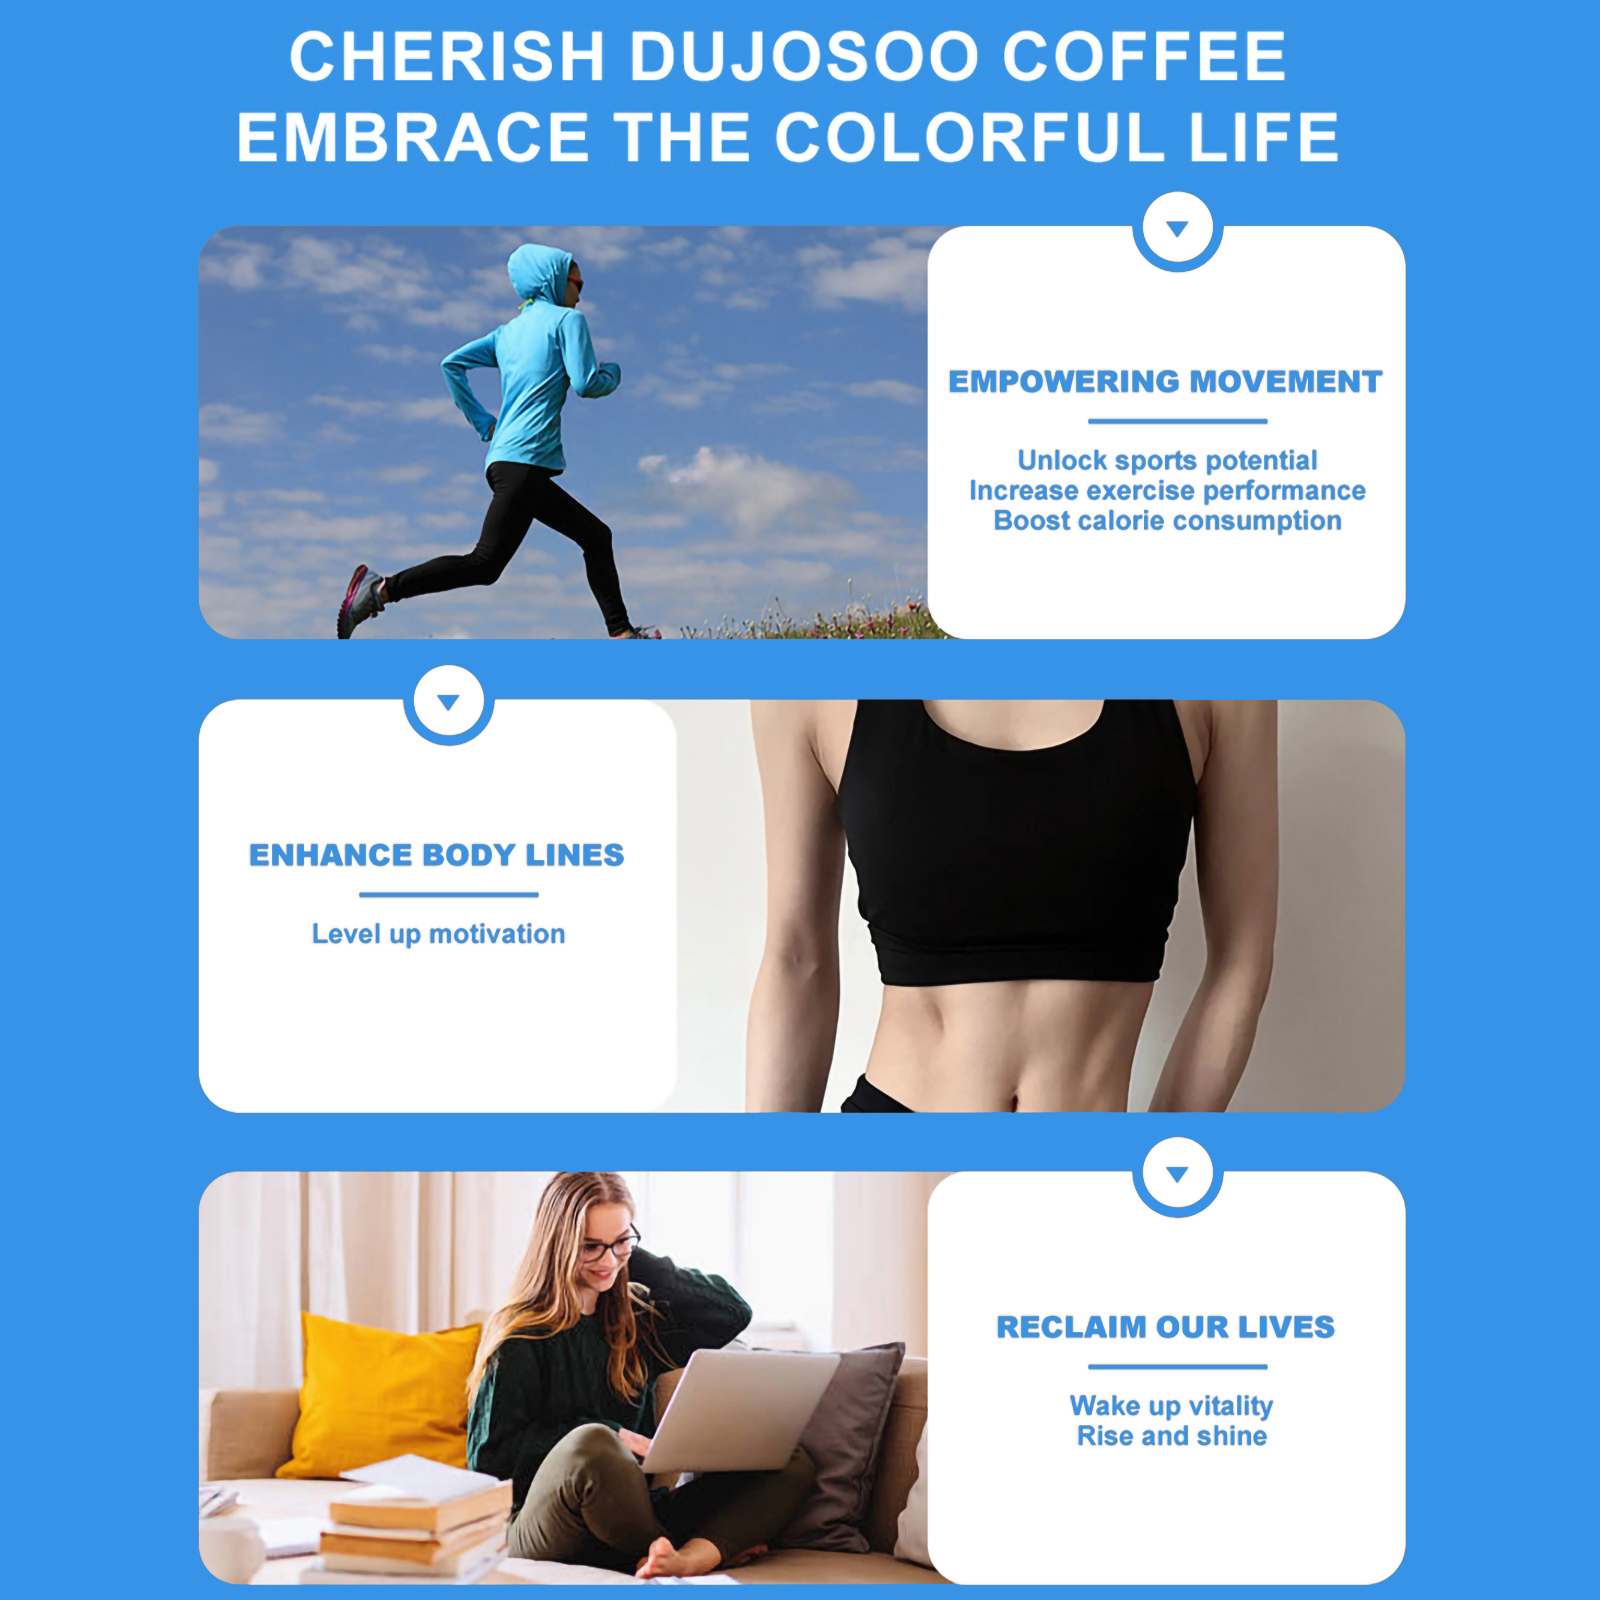 CHERISH DUJOSOO COFFEE
EMBRACE THE COLORFUL LIFE
EMPOWERING MOVEMENT
Unlock sports potential
Increase exercise performance
Boost calorie consumption
ENHANCE BODY LINES
Level up motivation
RECLAIM OUR LIVES
Wake up vitality
Rise and shine